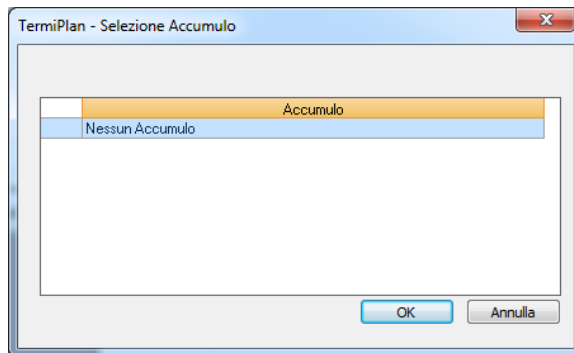 TermiPlan - Selezione Accumulo
Accumulo
Nessun Accumulo
OK
Annulla